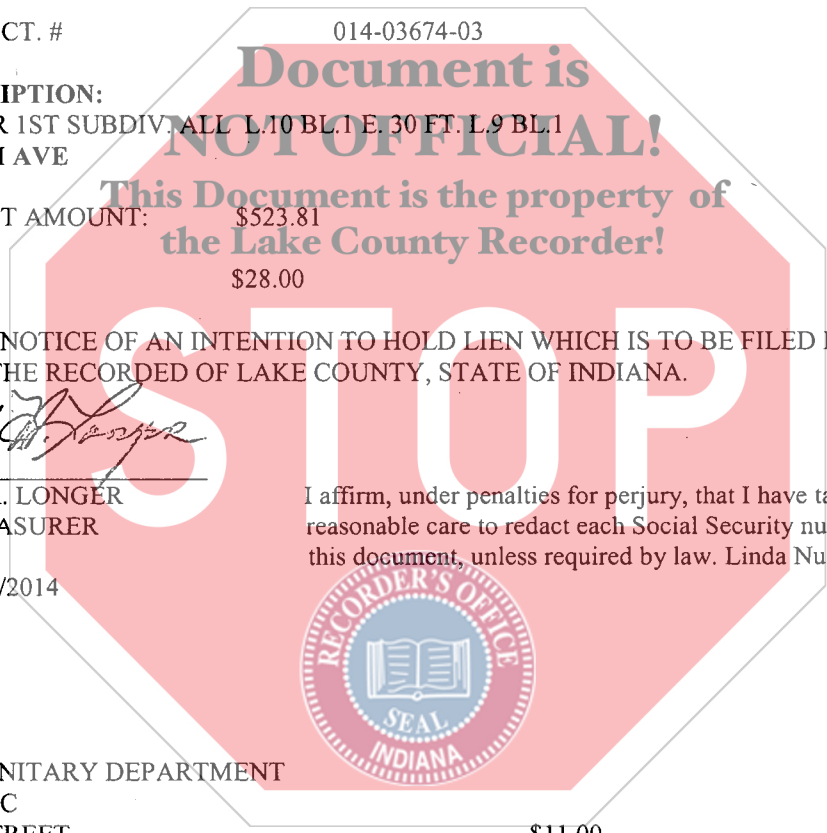 CT. # 014-03674-03
Document is
IPTION:
R 1ST SUBDIV. ALL L.10 BL.1 E. 30 FT. L.9 BL.1
NOT OFFICIAL!
AVE
This Document is the property of
T AMOUNT: $523.81
the Lake County Recorder!
$28.00
NOTICE OF AN INTENTION TO HOLD LIEN WHICH IS TO BE FILED
THE RECORDED OF LAKE COUNTY, STATE OF INDIANA.
STOP
H. Longer
. LONGER I affirm, under penalties for perjury, that I have ta
ASURER reasonable care to redact each Social Security nu
this document, unless required by law. Linda Nu
/2014
RECORDER'S OFFICE
SEAL
INDIANA
NITARY DEPARTMENT
C
TREET $11.00